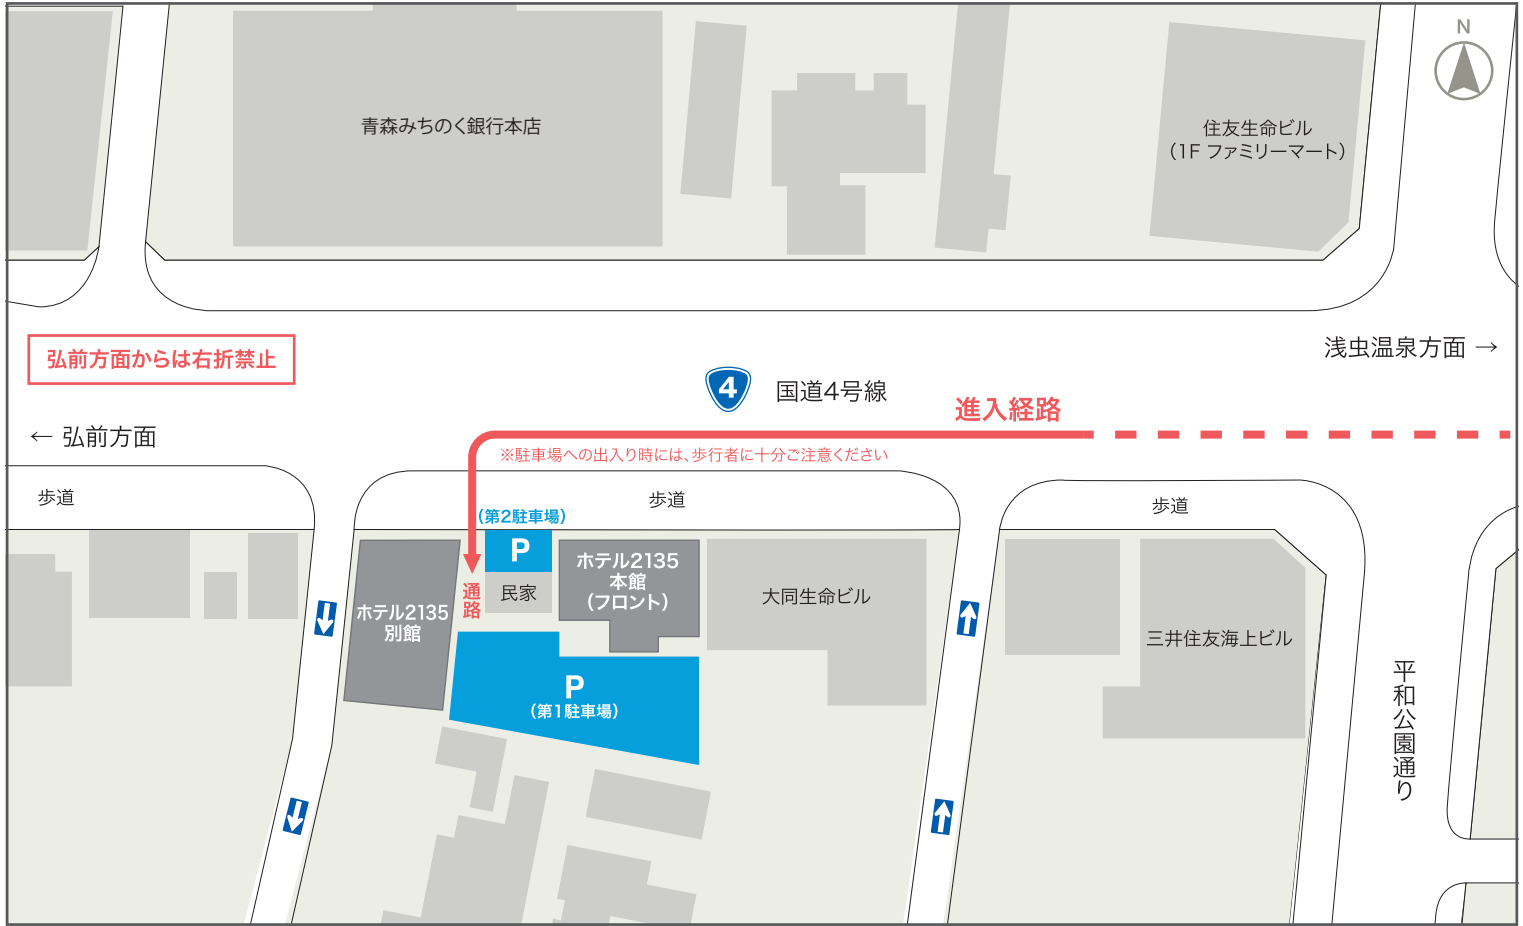 N
青森みちのく銀行本店
住友生命ビル
（1F ファミリーマート）
弘前方面からは右折禁止
浅虫温泉方面 →
4
国道4号線
進入経路
← 弘前方面
※駐車場への出入り時には、歩行者に十分ご注意ください
歩道
歩道
歩道
（第2駐車場）
P
通路
民家
ホテル2135
本館
（フロント）
ホテル2135
別館
大同生命ビル
三井住友海上ビル
P
（第1駐車場）
平和公園通り